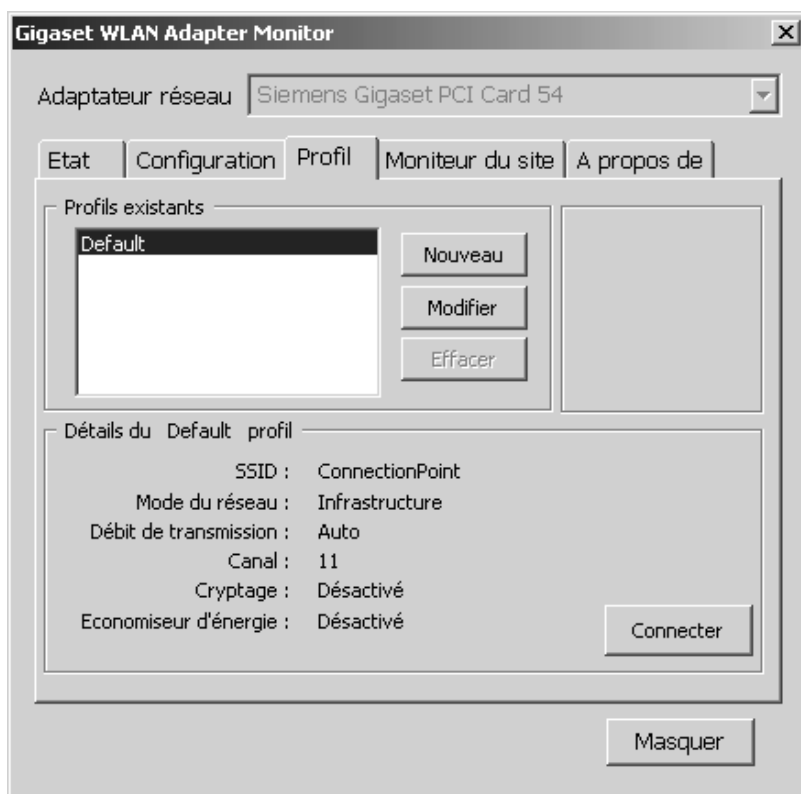 Gigaset WLAN Adapter Monitor
Adaptateur réseau Siemens Gigaset PCI Card 54
Etat Configuration Profil Moniteur du site A propos de
Profils existants
Default
Nouveau
Modifier
Effacer
Détails du Default profil
SSID : ConnectionPoint
Mode du réseau : Infrastructure
Débit de transmission : Auto
Canal : 11
Cryptage : Désactivé
Economiseur d'énergie : Désactivé
Connecter
Masquer